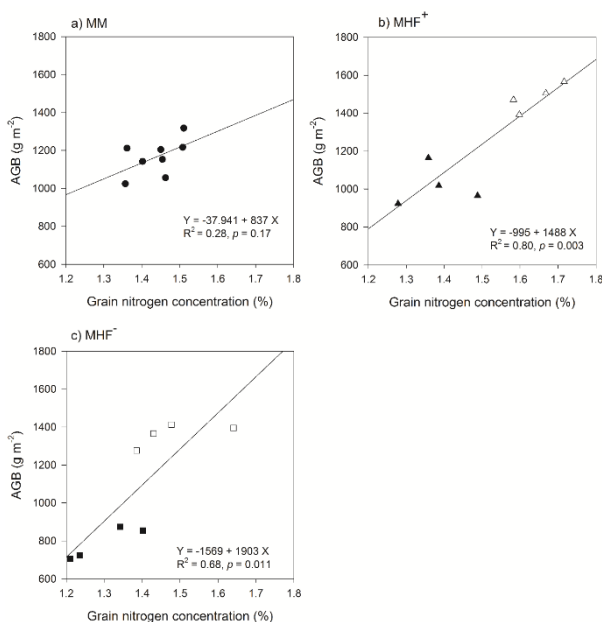 a) MM
1800
1600
1400
1200
1000
800
600
AGB (g m⁻²)
Y = -37.941 + 837 X
R² = 0.28, p = 0.17
1.2 1.3 1.4 1.5 1.6 1.7 1.8
Grain nitrogen concentration (%)
b) MHF⁺
1800
1600
1400
1200
1000
800
600
AGB (g m⁻²)
Y = -995 + 1488 X
R² = 0.80, p = 0.003
1.2 1.3 1.4 1.5 1.6 1.7 1.8
Grain nitrogen concentration (%)
c) MHF⁻
1800
1600
1400
1200
1000
800
600
AGB (g m⁻²)
Y = -1569 + 1903 X
R² = 0.68, p = 0.011
1.2 1.3 1.4 1.5 1.6 1.7 1.8
Grain nitrogen concentration (%)